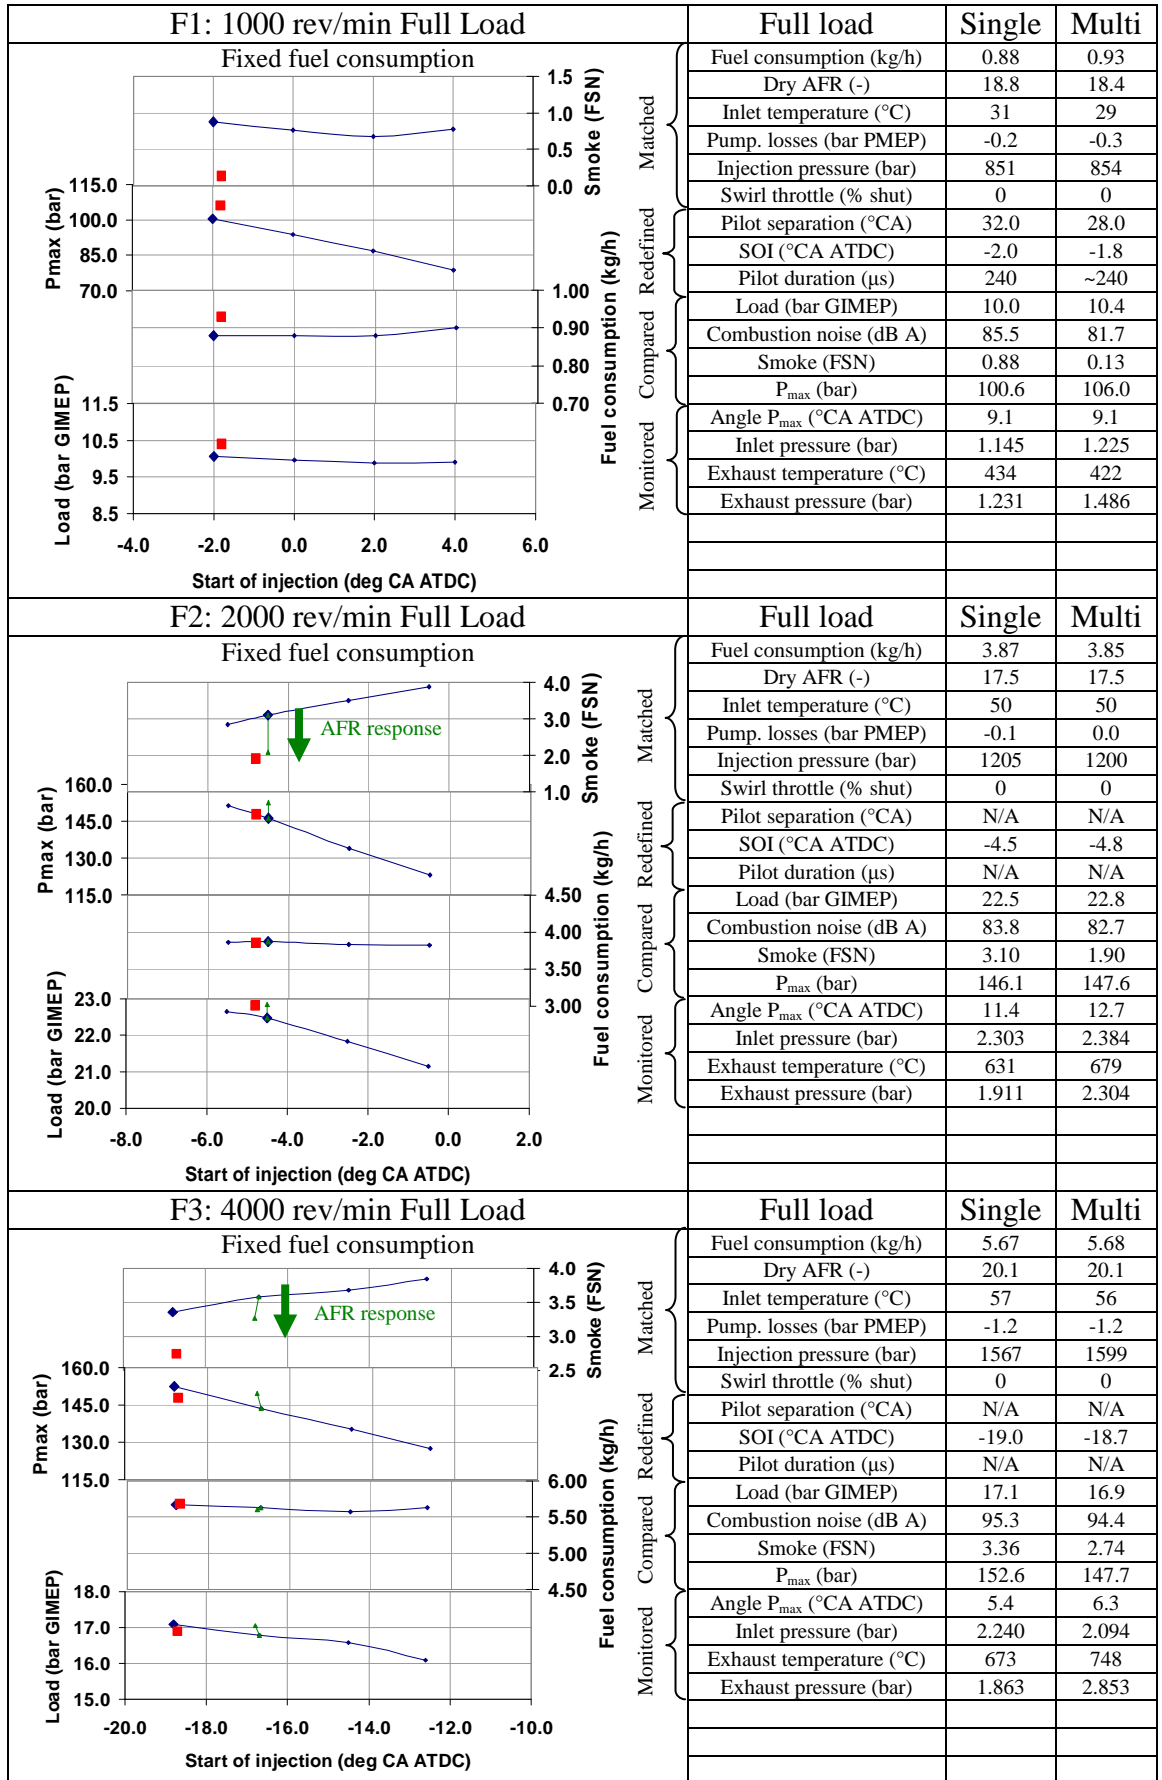 F1: 1000 rev/min Full Load
Fixed fuel consumption
1.5
1.0
0.5
0.0
Smoke (FSN)
115.0
100.0
85.0
70.0
Pmax (bar)
1.00
0.90
0.80
0.70
Fuel consumption (kg/h)
11.5
10.5
9.5
8.5
Load (bar GIMEP)
-4.0 -2.0 0.0 2.0 4.0 6.0
Start of injection (deg CA ATDC)
Full load Single Multi
Matched
Fuel consumption (kg/h) 0.88 0.93
Dry AFR (-) 18.8 18.4
Inlet temperature (°C) 31 29
Pump. losses (bar PMEP) -0.2 -0.3
Injection pressure (bar) 851 854
Swirl throttle (% shut) 0 0
Redefined
Pilot separation (°CA) 32.0 28.0
SOI (°CA ATDC) -2.0 -1.8
Pilot duration (µs) 240 ~240
Compared
Load (bar GIMEP) 10.0 10.4
Combustion noise (dB A) 85.5 81.7
Smoke (FSN) 0.88 0.13
Pmax (bar) 100.6 106.0
Monitored
Angle Pmax (°CA ATDC) 9.1 9.1
Inlet pressure (bar) 1.145 1.225
Exhaust temperature (°C) 434 422
Exhaust pressure (bar) 1.231 1.486
F2: 2000 rev/min Full Load
Fixed fuel consumption
AFR response
4.0
3.0
2.0
1.0
Smoke (FSN)
160.0
145.0
130.0
115.0
Pmax (bar)
4.50
4.00
3.50
3.00
Fuel consumption (kg/h)
23.0
22.0
21.0
20.0
Load (bar GIMEP)
-8.0 -6.0 -4.0 -2.0 0.0 2.0
Start of injection (deg CA ATDC)
Full load Single Multi
Matched
Fuel consumption (kg/h) 3.87 3.85
Dry AFR (-) 17.5 17.5
Inlet temperature (°C) 50 50
Pump. losses (bar PMEP) -0.1 0.0
Injection pressure (bar) 1205 1200
Swirl throttle (% shut) 0 0
Redefined
Pilot separation (°CA) N/A N/A
SOI (°CA ATDC) -4.5 -4.8
Pilot duration (µs) N/A N/A
Compared
Load (bar GIMEP) 22.5 22.8
Combustion noise (dB A) 83.8 82.7
Smoke (FSN) 3.10 1.90
Pmax (bar) 146.1 147.6
Monitored
Angle Pmax (°CA ATDC) 11.4 12.7
Inlet pressure (bar) 2.303 2.384
Exhaust temperature (°C) 631 679
Exhaust pressure (bar) 1.911 2.304
F3: 4000 rev/min Full Load
Fixed fuel consumption
AFR response
4.0
3.5
3.0
2.5
Smoke (FSN)
160.0
145.0
130.0
115.0
Pmax (bar)
6.00
5.50
5.00
4.50
Fuel consumption (kg/h)
18.0
17.0
16.0
15.0
Load (bar GIMEP)
-20.0 -18.0 -16.0 -14.0 -12.0 -10.0
Start of injection (deg CA ATDC)
Full load Single Multi
Matched
Fuel consumption (kg/h) 5.67 5.68
Dry AFR (-) 20.1 20.1
Inlet temperature (°C) 57 56
Pump. losses (bar PMEP) -1.2 -1.2
Injection pressure (bar) 1567 1599
Swirl throttle (% shut) 0 0
Redefined
Pilot separation (°CA) N/A N/A
SOI (°CA ATDC) -19.0 -18.7
Pilot duration (µs) N/A N/A
Compared
Load (bar GIMEP) 17.1 16.9
Combustion noise (dB A) 95.3 94.4
Smoke (FSN) 3.36 2.74
Pmax (bar) 152.6 147.7
Monitored
Angle Pmax (°CA ATDC) 5.4 6.3
Inlet pressure (bar) 2.240 2.094
Exhaust temperature (°C) 673 748
Exhaust pressure (bar) 1.863 2.853